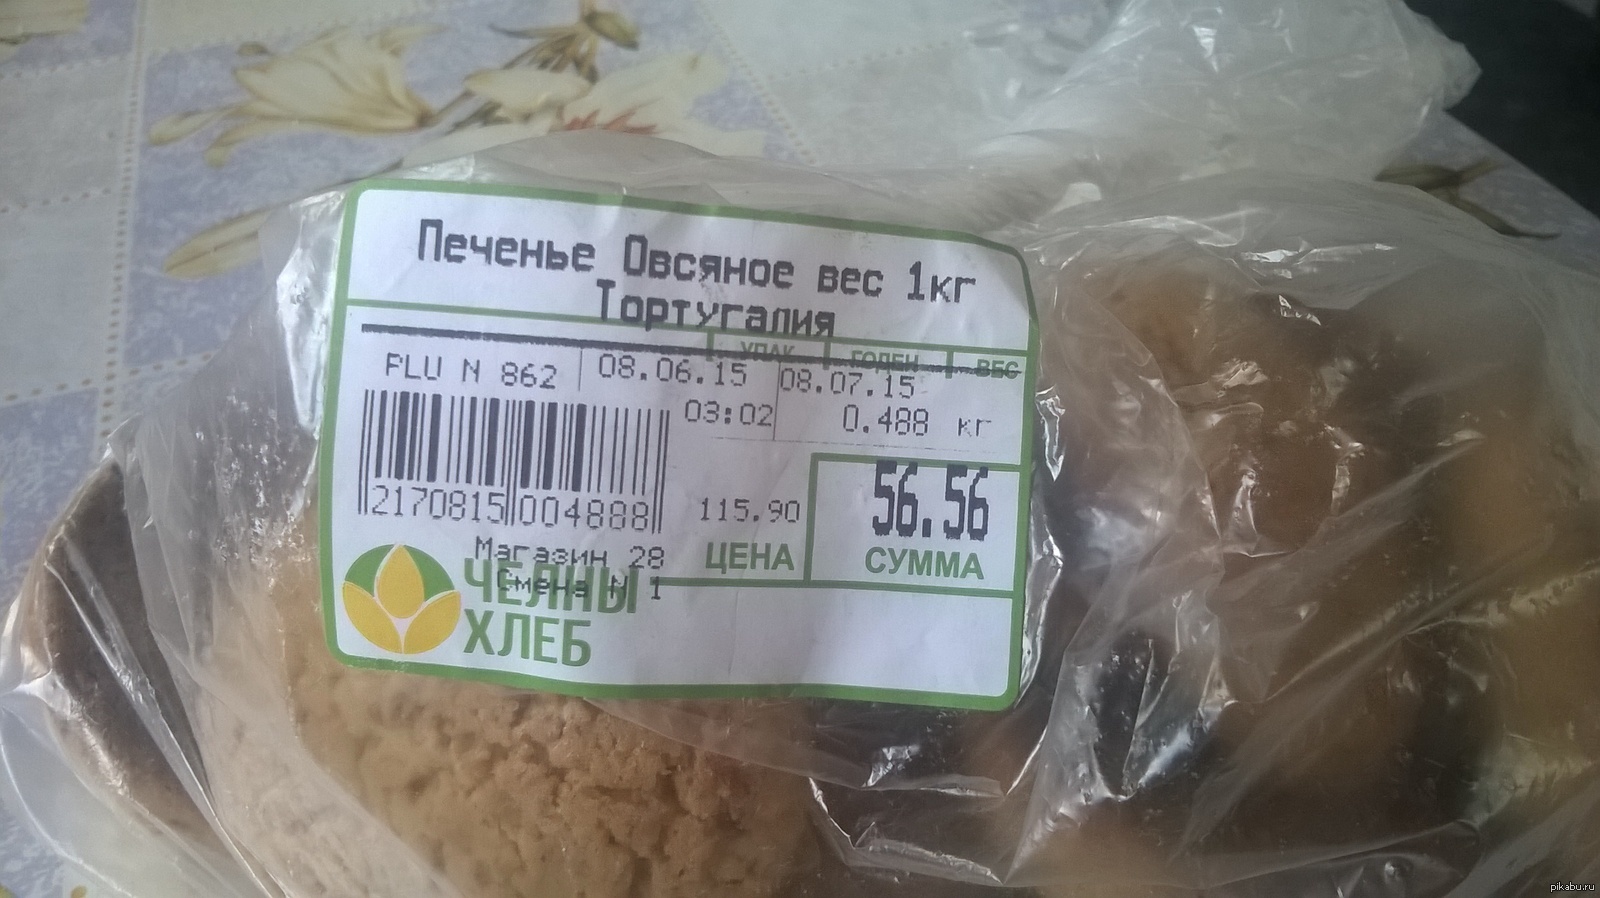 Печенье Овсяное вес 1кг
Тортугалия
УПАК ГОДЕН ВЕС
PLU N 862 08.06.15 08.07.15
03:02 0.488 кг
2170815 004888
115.90 56.56
ЦЕНА СУММА
Магазин 28
Смена N 1
ЧЕЛНЫ
ХЛЕБ
pikabu.ru